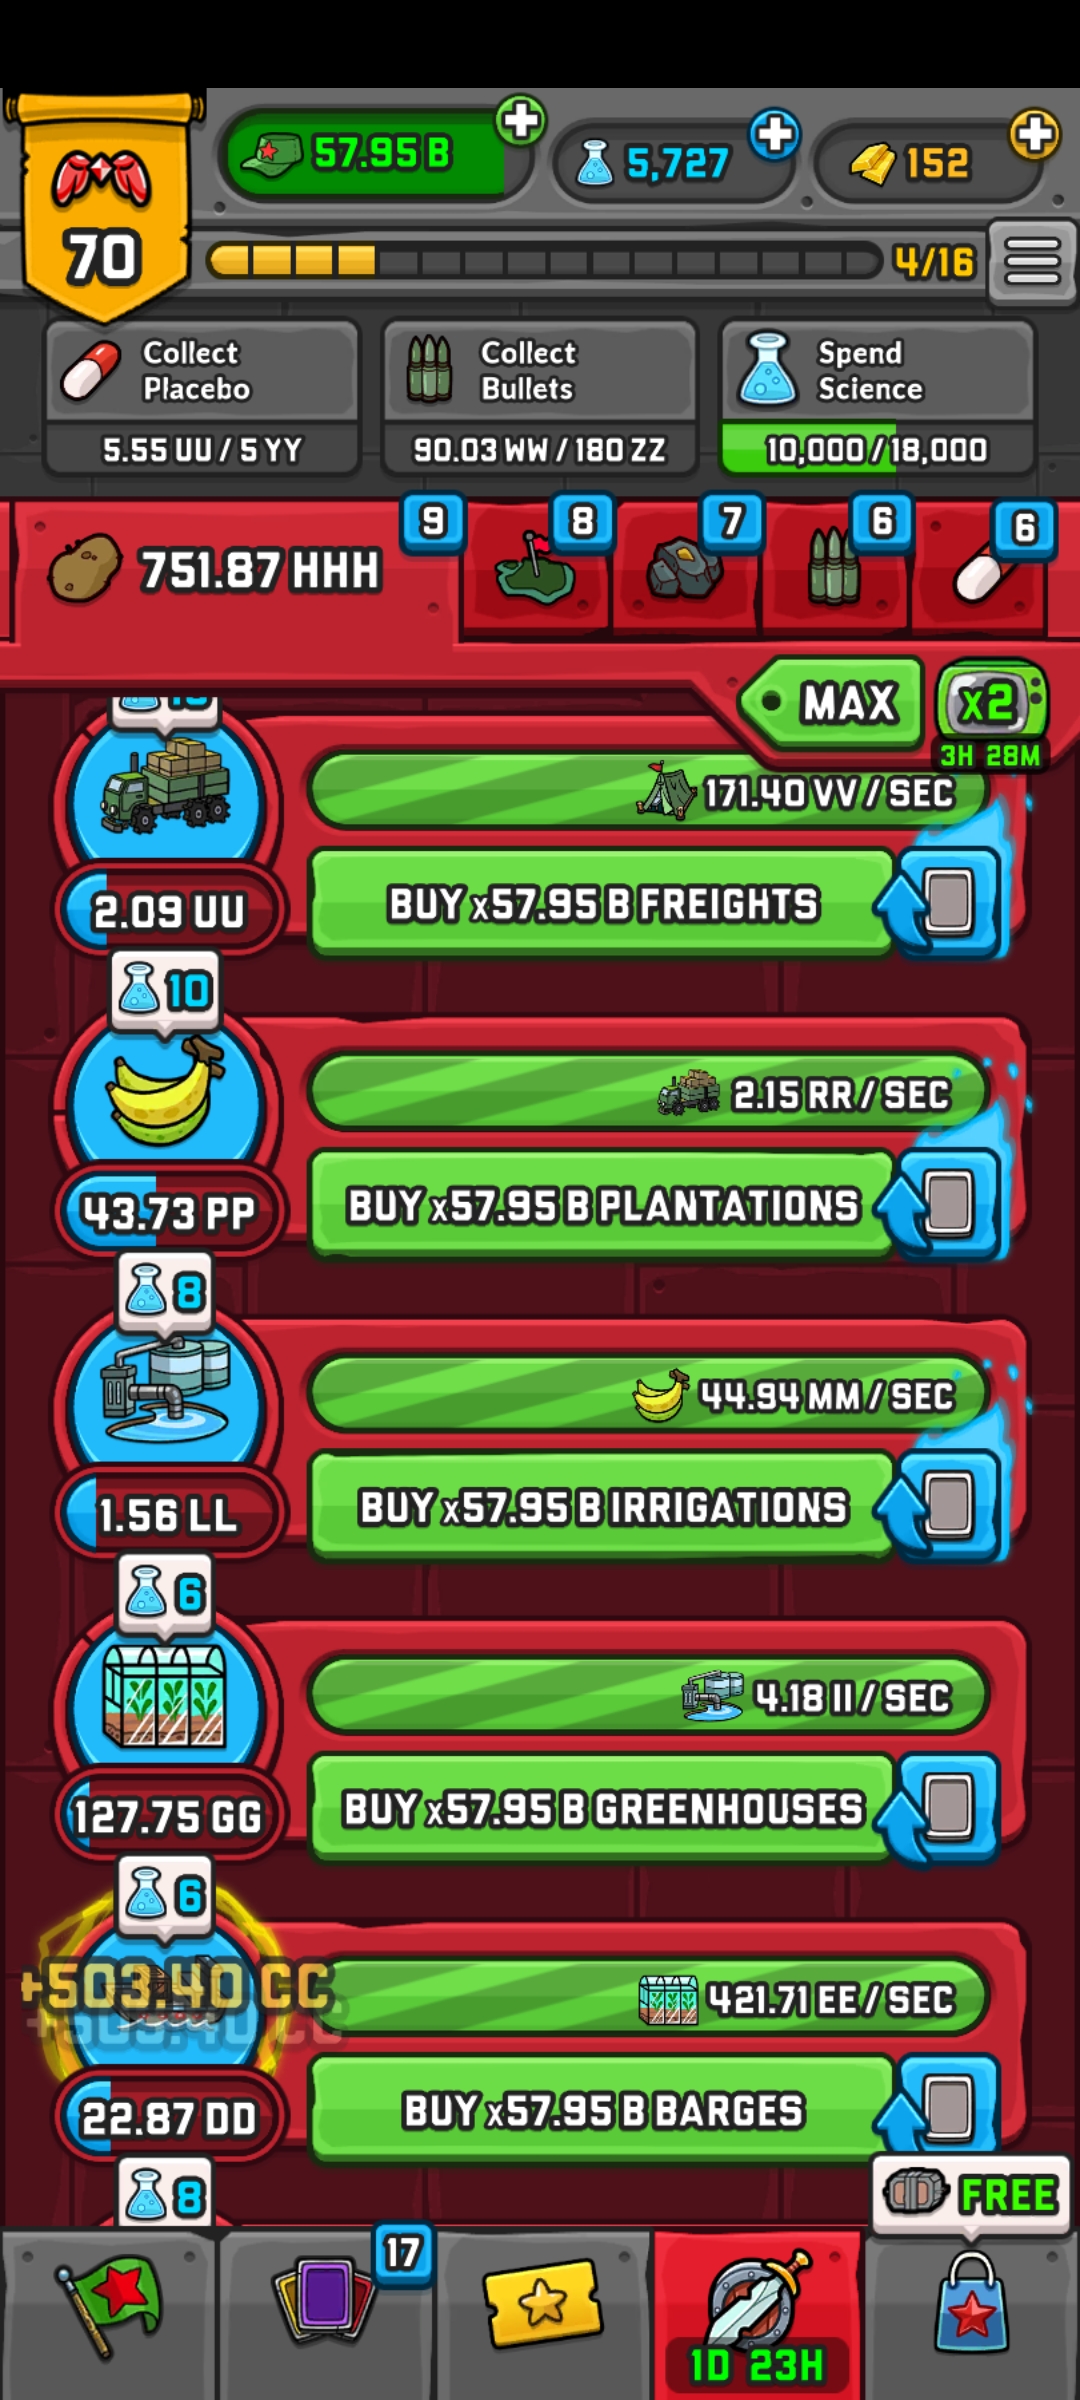 57.95 B
5,727
152
70
4/16
Collect
Placebo
5.55 UU / 5 YY
Collect
Bullets
90.03 WW / 180 ZZ
Spend
Science
10,000 / 18,000
751.87 HHH
9
8
7
6
6
MAX
x2
3H 28M
171.40 VV / SEC
BUY x57.95 B FREIGHTS
2.09 UU
10
2.15 RR / SEC
BUY x57.95 B PLANTATIONS
43.73 PP
8
44.94 MM / SEC
BUY x57.95 B IRRIGATIONS
1.56 LL
6
4.18 II / SEC
BUY x57.95 B GREENHOUSES
127.75 GG
6
+503.40 CC
+503.40 CC
421.71 EE / SEC
BUY x57.95 B BARGES
22.87 DD
8
FREE
17
1D 23H